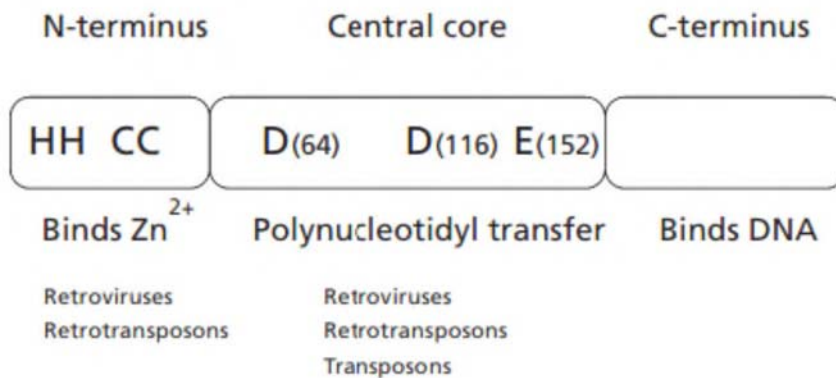 N-terminus Central core C-terminus
HH CC D(64) D(116) E(152)
Binds Zn2+ Polynucleotidyl transfer Binds DNA
Retroviruses Retroviruses
Retrotransposons Retrotransposons
Transposons